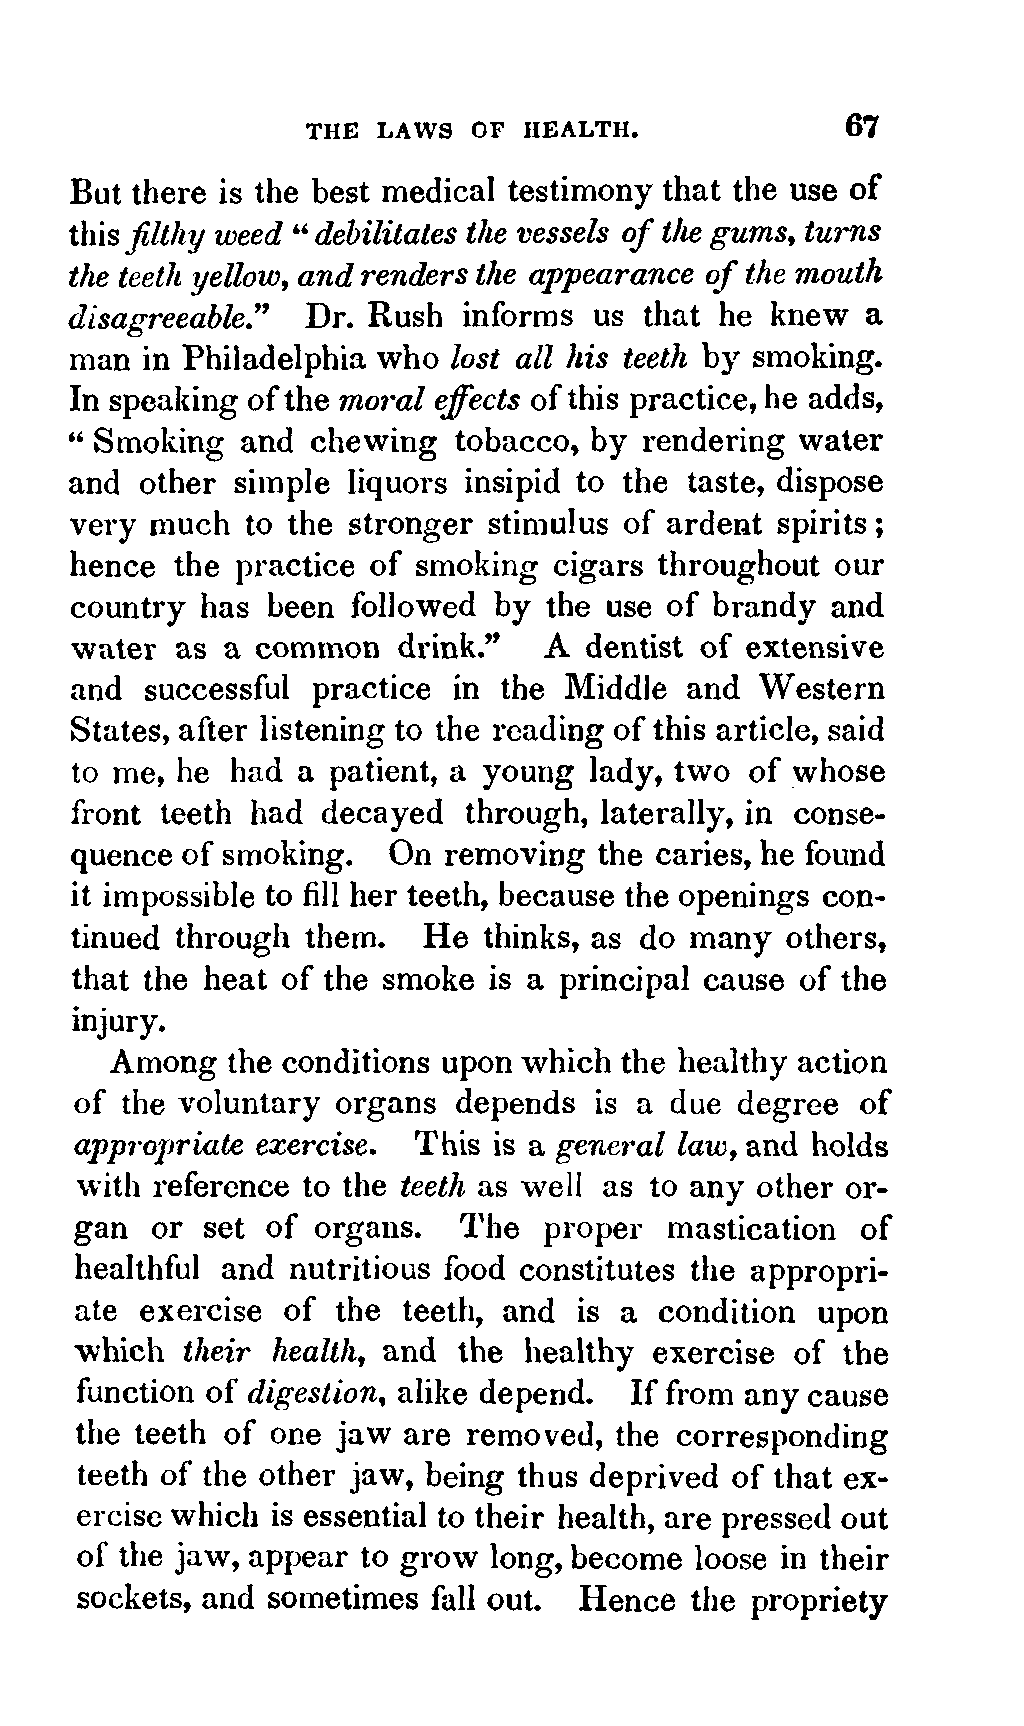 THE LAWS OF HEALTH. 67
But there is the best medical testimony that the use of
this filthy weed “ debilitates the vessels of the gums, turns
the teeth yellow, and renders the appearance of the mouth
disagreeable.” Dr. Rush informs us that he knew a
man in Philadelphia who lost all his teeth by smoking.
In speaking of the moral effects of this practice, he adds,
“ Smoking and chewing tobacco, by rendering water
and other simple liquors insipid to the taste, dispose
very much to the stronger stimulus of ardent spirits ;
hence the practice of smoking cigars throughout our
country has been followed by the use of brandy and
water as a common drink.” A dentist of extensive
and successful practice in the Middle and Western
States, after listening to the reading of this article, said
to me, he had a patient, a young lady, two of whose
front teeth had decayed through, laterally, in conse-
quence of smoking. On removing the caries, he found
it impossible to fill her teeth, because the openings con-
tinued through them. He thinks, as do many others,
that the heat of the smoke is a principal cause of the
injury.
Among the conditions upon which the healthy action
of the voluntary organs depends is a due degree of
appropriate exercise. This is a general law, and holds
with reference to the teeth as well as to any other or-
gan or set of organs. The proper mastication of
healthful and nutritious food constitutes the appropri-
ate exercise of the teeth, and is a condition upon
which their health, and the healthy exercise of the
function of digestion, alike depend. If from any cause
the teeth of one jaw are removed, the corresponding
teeth of the other jaw, being thus deprived of that ex-
ercise which is essential to their health, are pressed out
of the jaw, appear to grow long, become loose in their
sockets, and sometimes fall out. Hence the propriety